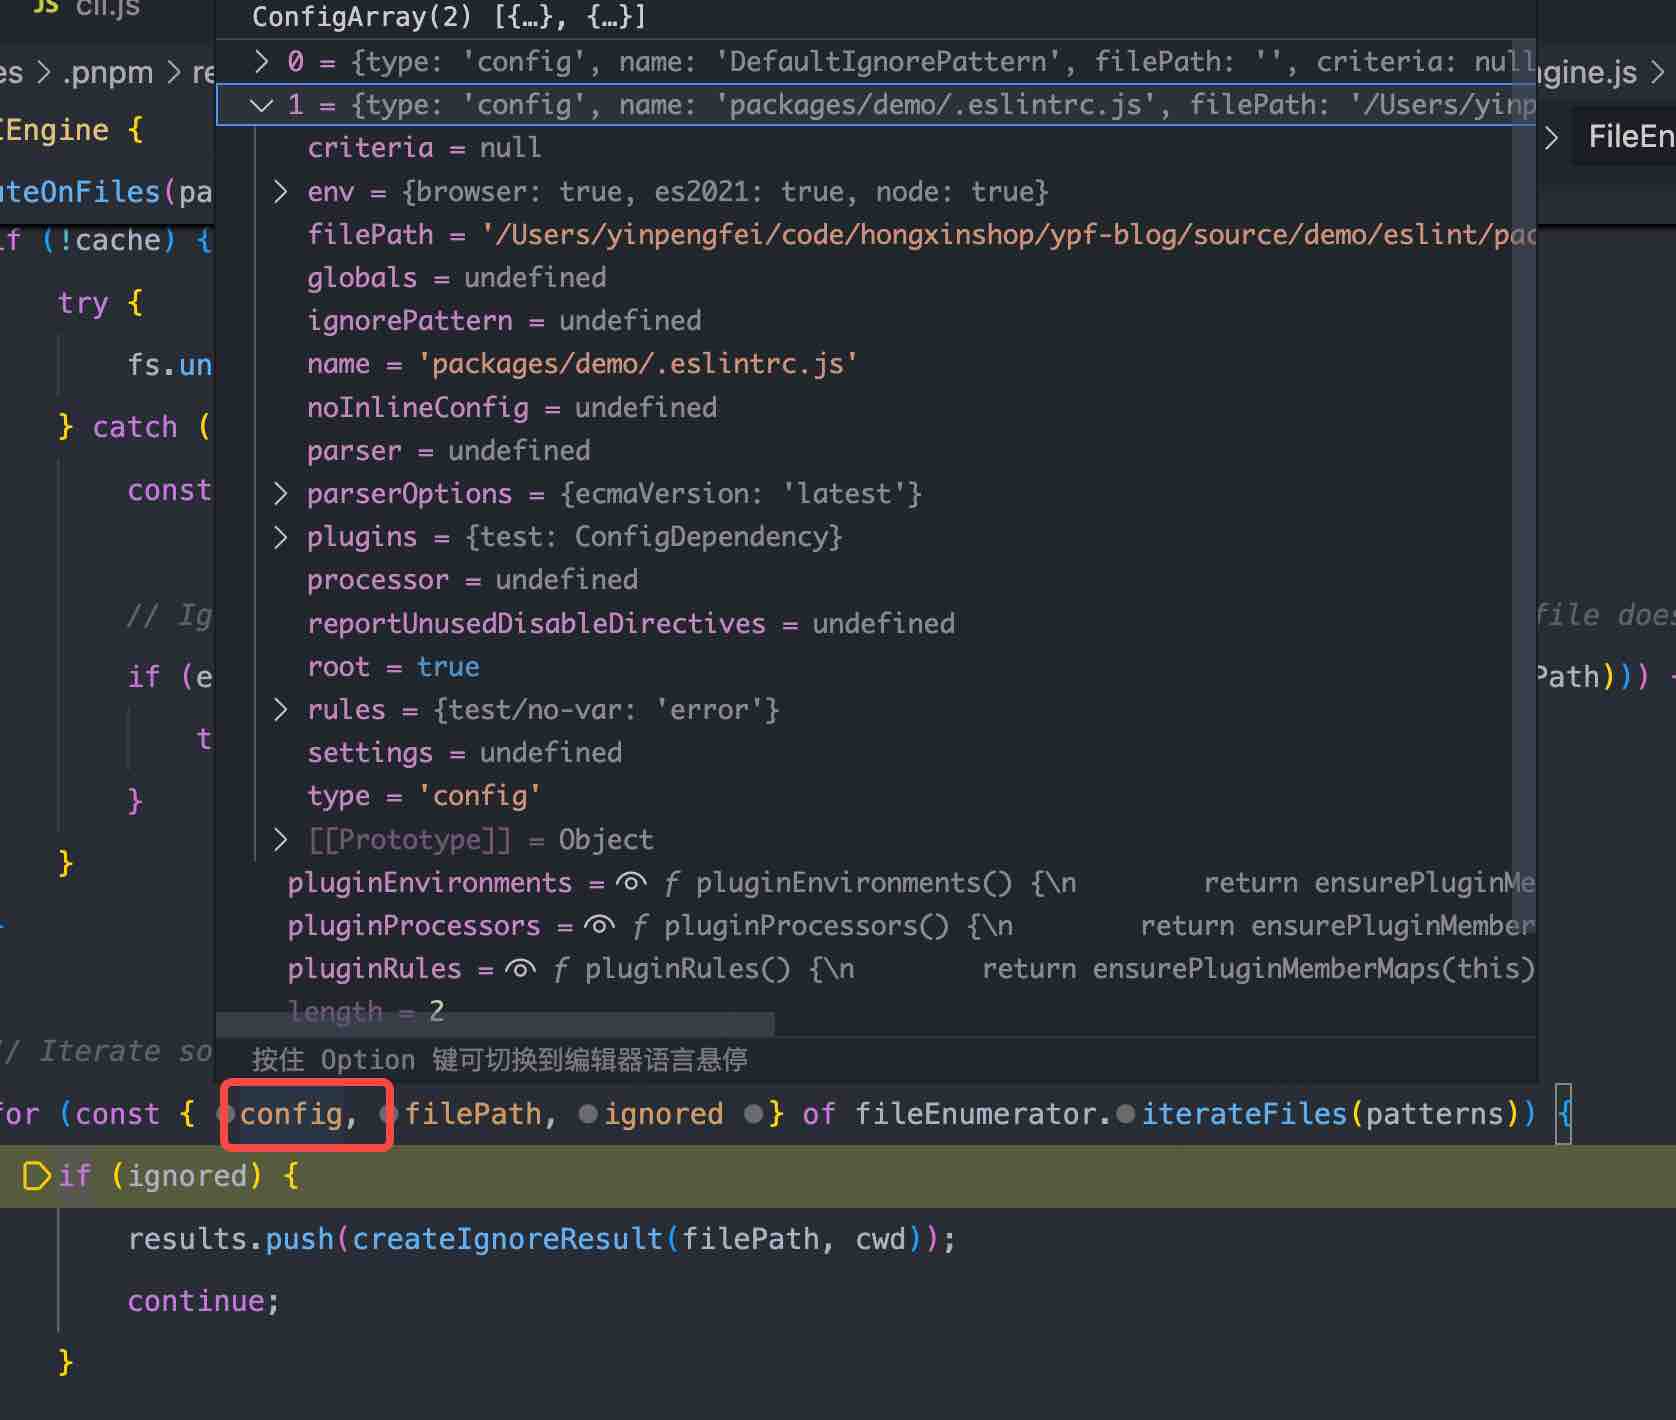 JS cli.js
ConfigArray(2) [{…}, {…}]
es > .pnpm > re
ngine.js >
0 = {type: 'config', name: 'DefaultIgnorePattern', filePath: '', criteria: null
1 = {type: 'config', name: 'packages/demo/.eslintrc.js', filePath: '/Users/yinp
IEngine {
> FileEn
criteria = null
uteOnFiles(pa
> env = {browser: true, es2021: true, node: true}
if (!cache) {
filePath = '/Users/yinpengfei/code/hongxinshop/ypf-blog/source/demo/eslint/pac
globals = undefined
try {
ignorePattern = undefined
fs.un
name = 'packages/demo/.eslintrc.js'
noInlineConfig = undefined
} catch (
parser = undefined
const
> parserOptions = {ecmaVersion: 'latest'}
> plugins = {test: ConfigDependency}
processor = undefined
// Ig
reportUnusedDisableDirectives = undefined
file does
if (e
root = true
Path)))
> rules = {test/no-var: 'error'}
t
settings = undefined
}
type = 'config'
> [[Prototype]] = Object
}
pluginEnvironments = ƒ pluginEnvironments() {\n return ensurePluginMe
pluginProcessors = ƒ pluginProcessors() {\n return ensurePluginMember
pluginRules = ƒ pluginRules() {\n return ensurePluginMemberMaps(this)
length = 2
// Iterate so
按住 Option 键可切换到编辑器语言悬停
for (const { config, filePath, ignored } of fileEnumerator.iterateFiles(patterns)) {
if (ignored) {
results.push(createIgnoreResult(filePath, cwd));
continue;
}